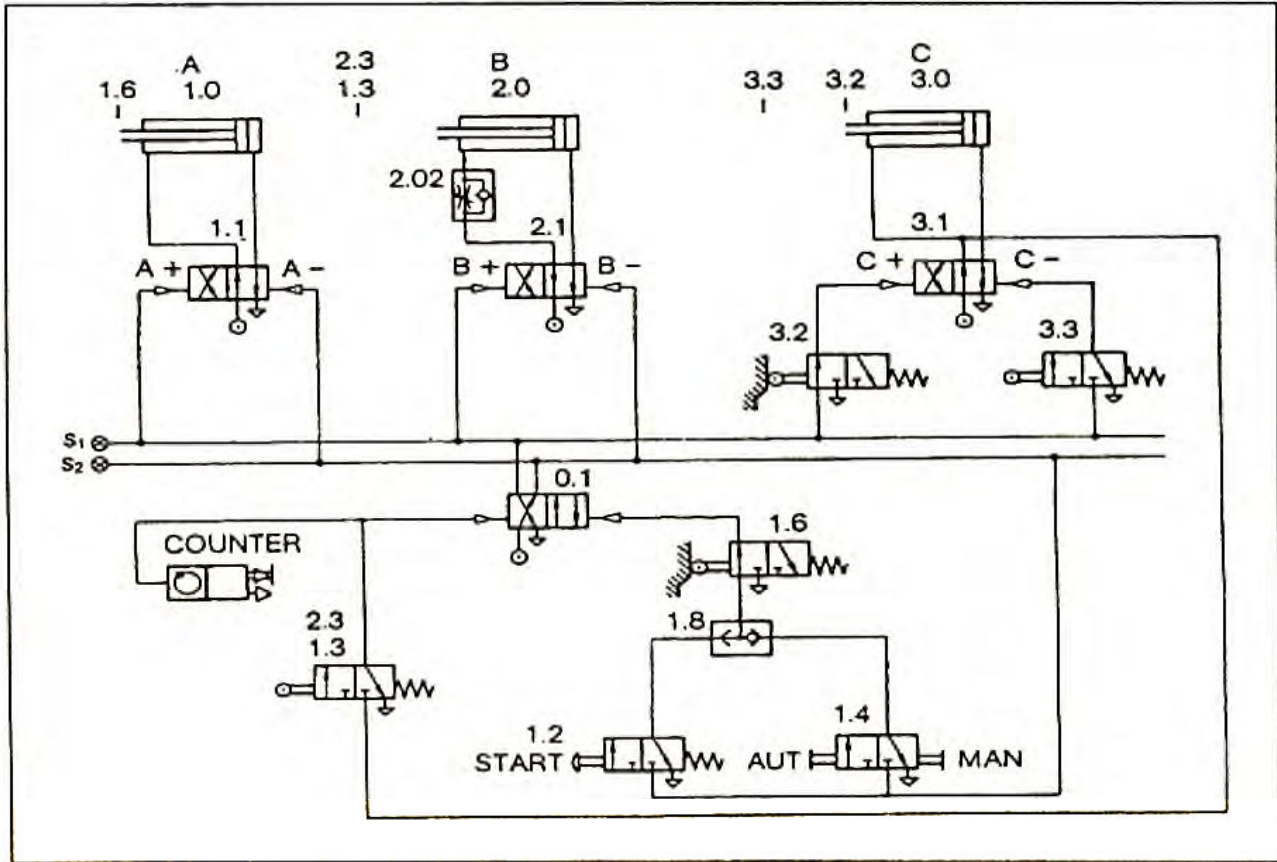 A
1.0
1.6
2.3
1.3
B
2.0
C
3.0
3.3
3.2
2.02
1.1
A +
A -
2.1
B +
B -
3.1
C +
C -
3.2
3.3
S1
S2
0.1
COUNTER
1.6
1.8
2.3
1.3
1.2
START
1.4
AUT
MAN